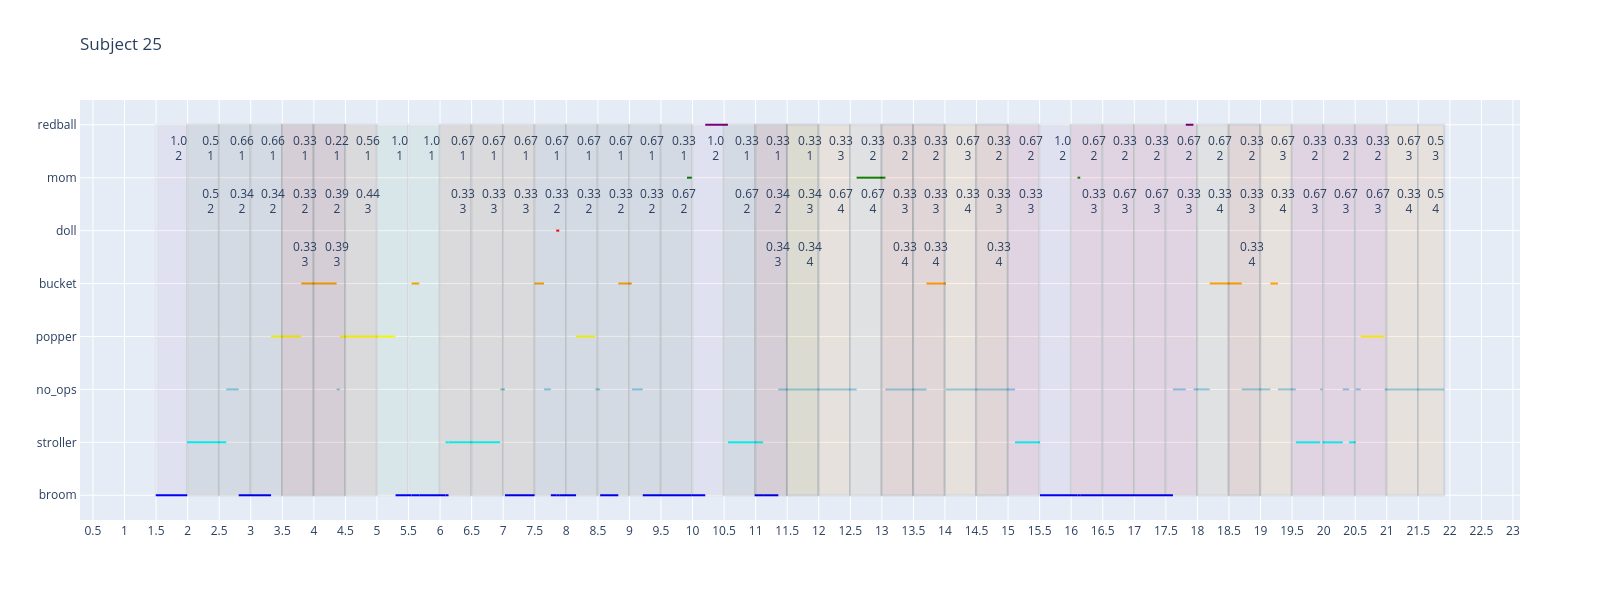 Subject 25
redball
1.0 0.5 0.66 0.66 0.33 0.22 0.56 1.0 1.0 0.67 0.67 0.67 0.67 0.67 0.67 0.67 0.33 1.0 0.33 0.33 0.33 0.33 0.33 0.33 0.33 0.67 0.33 0.67 1.0 0.67 0.33 0.33 0.67 0.67 0.33 0.67 0.33 0.33 0.33 0.67 0.5
2 1 1 1 1 1 1 1 1 1 1 1 1 1 1 1 1 2 1 1 1 3 2 2 2 3 2 2 2 2 2 2 2 2 2 3 2 2 2 3 3
mom
0.5 0.34 0.34 0.33 0.39 0.44 0.33 0.33 0.33 0.33 0.33 0.33 0.33 0.67 0.67 0.34 0.34 0.67 0.67 0.33 0.33 0.33 0.33 0.33 0.33 0.67 0.67 0.33 0.33 0.33 0.33 0.67 0.67 0.67 0.33 0.5
2 2 2 2 2 3 3 3 3 2 2 2 2 2 2 2 3 4 4 3 3 4 3 3 3 3 3 3 4 3 4 3 3 3 4 4
doll
0.33 0.39 0.34 0.34 0.33 0.33 0.33 0.33
3 3 3 4 4 4 4 4
bucket
popper
no_ops
stroller
broom
0.5 1 1.5 2 2.5 3 3.5 4 4.5 5 5.5 6 6.5 7 7.5 8 8.5 9 9.5 10 10.5 11 11.5 12 12.5 13 13.5 14 14.5 15 15.5 16 16.5 17 17.5 18 18.5 19 19.5 20 20.5 21 21.5 22 22.5 23